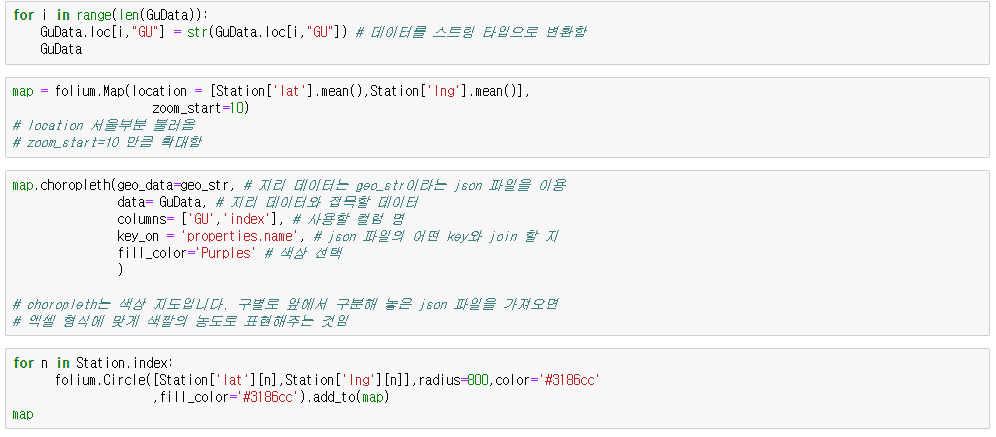 for i in range(len(GuData)):
    GuData.loc[i,"GU"] = str(GuData.loc[i,"GU"]) # 데이터를 스트링 타입으로 변환함
    GuData
map = folium.Map(location = [Station['lat'].mean(),Station['lng'].mean()],
                    zoom_start=10)
# location 서울부분 불러옴
# zoom_start=10 만큼 확대함
map.choropleth(geo_data=geo_str, # 지리 데이터는 geo_str이라는 json 파일을 이용
               data= GuData, # 지리 데이터와 접목할 데이터
               columns= ['GU','index'], # 사용할 컬럼 명
               key_on = 'properties.name', # json 파일의 어떤 key와 join 할 지
               fill_color='Purples' # 색상 선택
               )
# choropleth는 색상 지도입니다. 구별로 앞에서 구분해 놓은 json 파일을 가져오면
# 엑셀 형식에 맞게 색깔의 농도로 표현해주는 것임
for n in Station.index:
      folium.Circle([Station['lat'][n],Station['lng'][n]],radius=800,color='#3186cc'
                    ,fill_color='#3186cc').add_to(map)
map